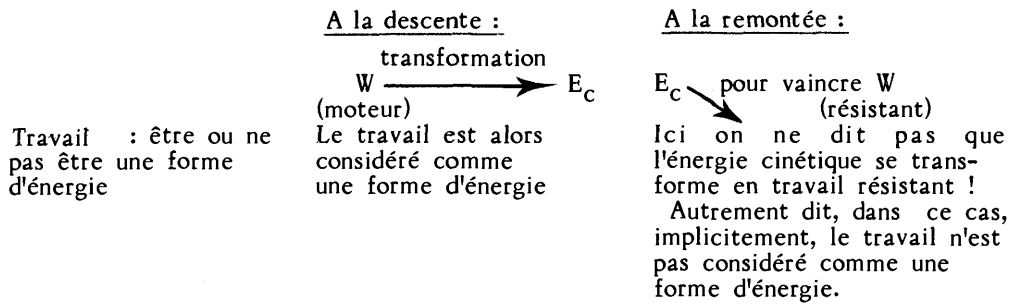 A la descente :
transformation
W → E_C
(moteur)
Le travail est alors
considéré comme
une forme d'énergie
A la remontée :
E_C pour vaincre W
(résistant)
Ici on ne dit pas que
l'énergie cinétique se trans-
forme en travail résistant !
Autrement dit, dans ce cas,
implicitement, le travail n'est
pas considéré comme une
forme d'énergie.
Travail : être ou ne
pas être une forme
d'énergie